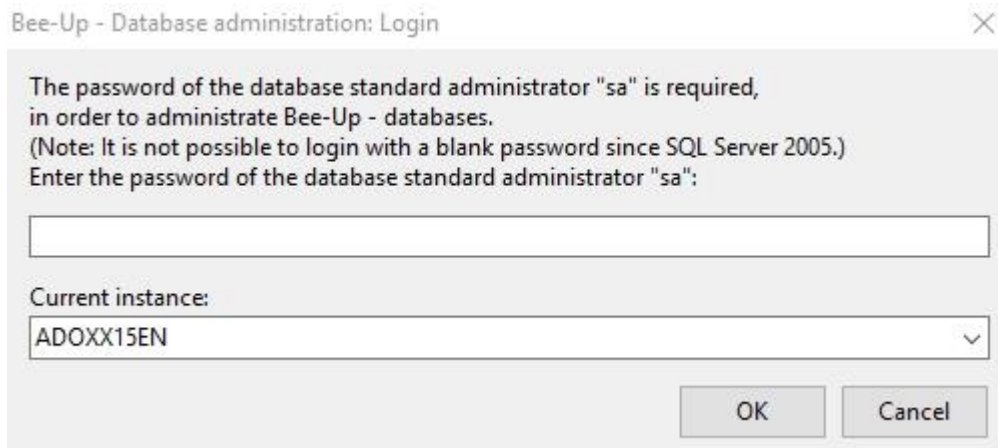 Bee-Up - Database administration: Login
The password of the database standard administrator "sa" is required,
in order to administrate Bee-Up - databases.
(Note: It is not possible to login with a blank password since SQL Server 2005.)
Enter the password of the database standard administrator "sa":
Current instance:
ADOXX15EN
OK Cancel